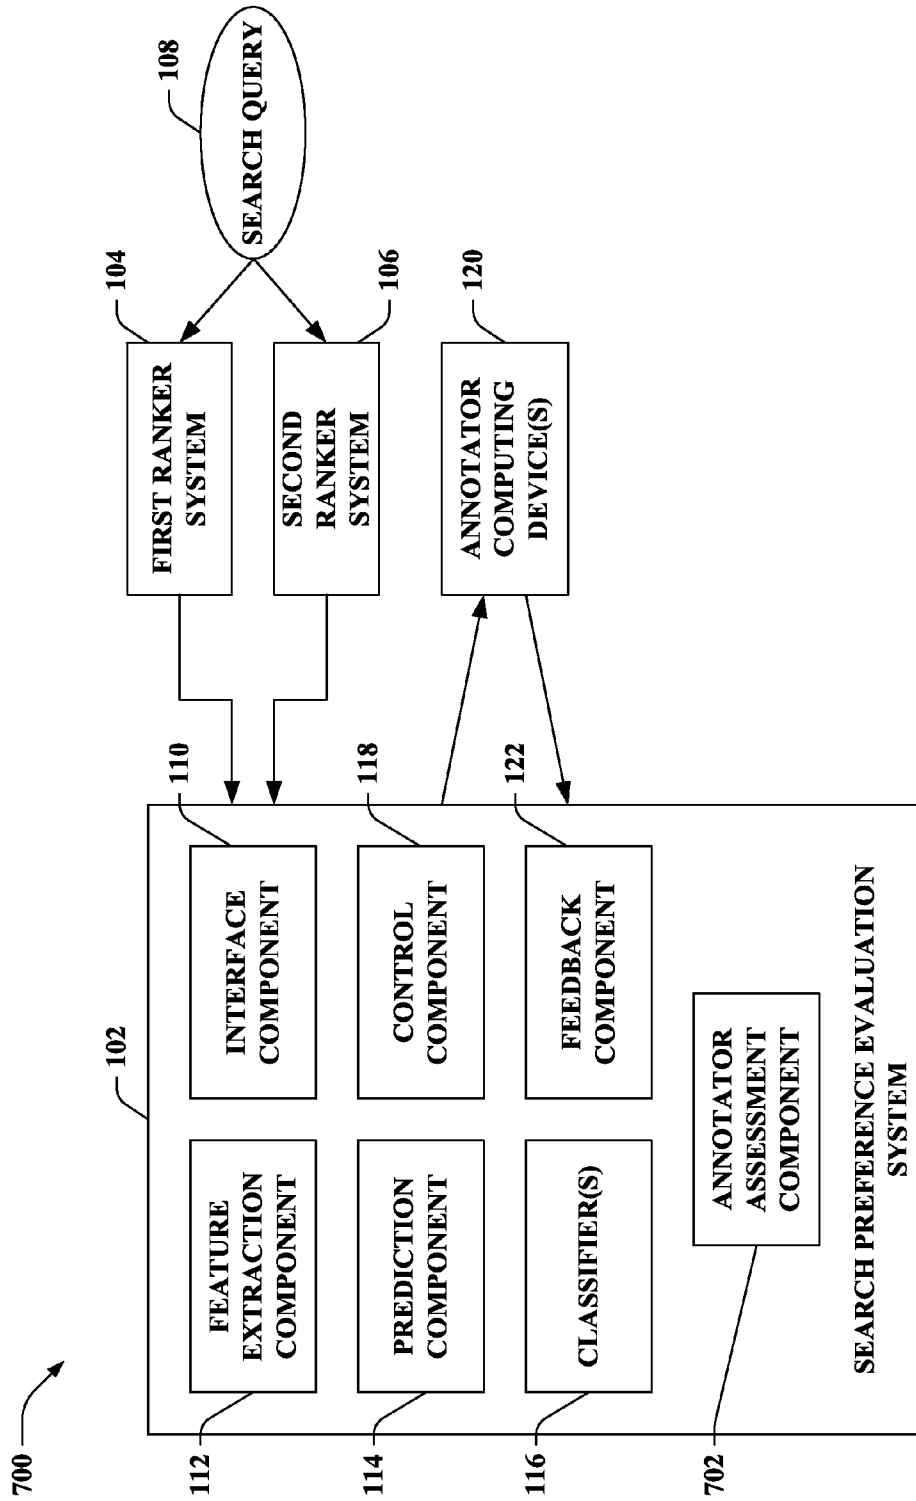 700
102
112
FEATURE
EXTRACTION
COMPONENT
110
INTERFACE
COMPONENT
104
FIRST RANKER
SYSTEM
108
SEARCH QUERY
106
SECOND
RANKER
SYSTEM
114
PREDICTION
COMPONENT
118
CONTROL
COMPONENT
120
ANNOTATOR
COMPUTING
DEVICE(S)
116
CLASSIFIER(S)
122
FEEDBACK
COMPONENT
702
ANNOTATOR
ASSESSMENT
COMPONENT
SEARCH PREFERENCE EVALUATION
SYSTEM